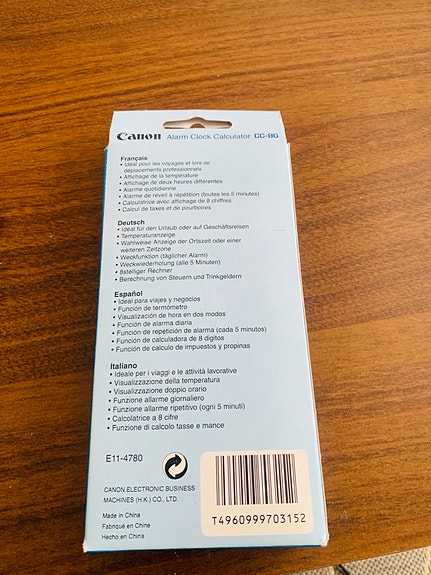 Canon Alarm Clock Calculator CC-80
Français
• Idéal pour les voyages et lors de
déplacements professionnels
• Affichage de la température
• Affichage de deux heures différentes
• Alarme quotidienne
• Alarme de réveil à répétition (toutes les 5 minutes)
• Calculatrice avec affichage de 8 chiffres
• Calcul de taxes et de pourboires
Deutsch
• Ideal für den Urlaub oder auf Geschäftsreisen
• Temperaturanzeige
• Wahlweise Anzeige der Ortszeit oder einer
weiteren Zeitzone
• Weckfunktion (täglicher Alarm)
• Weckwiederholung (alle 5 Minuten)
• 8stelliger Rechner
• Berechnung von Steuern und Trinkgeldern
Español
• Ideal para viajes y negocios
• Función de termómetro
• Visualización de hora en dos modos
• Función de alarma diaria
• Función de repetición de alarma (cada 5 minutos)
• Función de calculadora de 8 dígitos
• Función de calculo de impuestos y propinas
Italiano
• Ideale per i viaggi e le attività lavorative
• Visualizzazione della temperatura
• Visualizzazione doppio orario
• Funzione allarme giornaliero
• Funzione allarme ripetitivo (ogni 5 minuti)
• Calcolatrice a 8 cifre
• Funzione di calcolo tasse e mance
E11-4780
CANON ELECTRONIC BUSINESS
MACHINES (H.K.) CO., LTD.
Made in China
Fabriqué en Chine
Hecho en China
T4960999703152